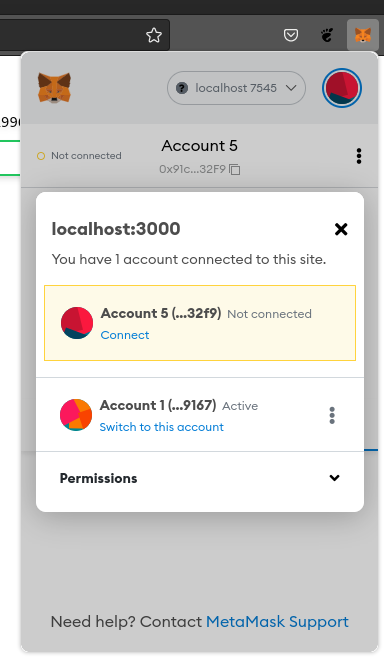 localhost 7545
Not connected
Account 5
0x91c...32F9
localhost:3000
You have 1 account connected to this site.
Account 5 (...32f9) Not connected
Connect
Account 1 (...9167) Active
Switch to this account
Permissions
Need help? Contact MetaMask Support